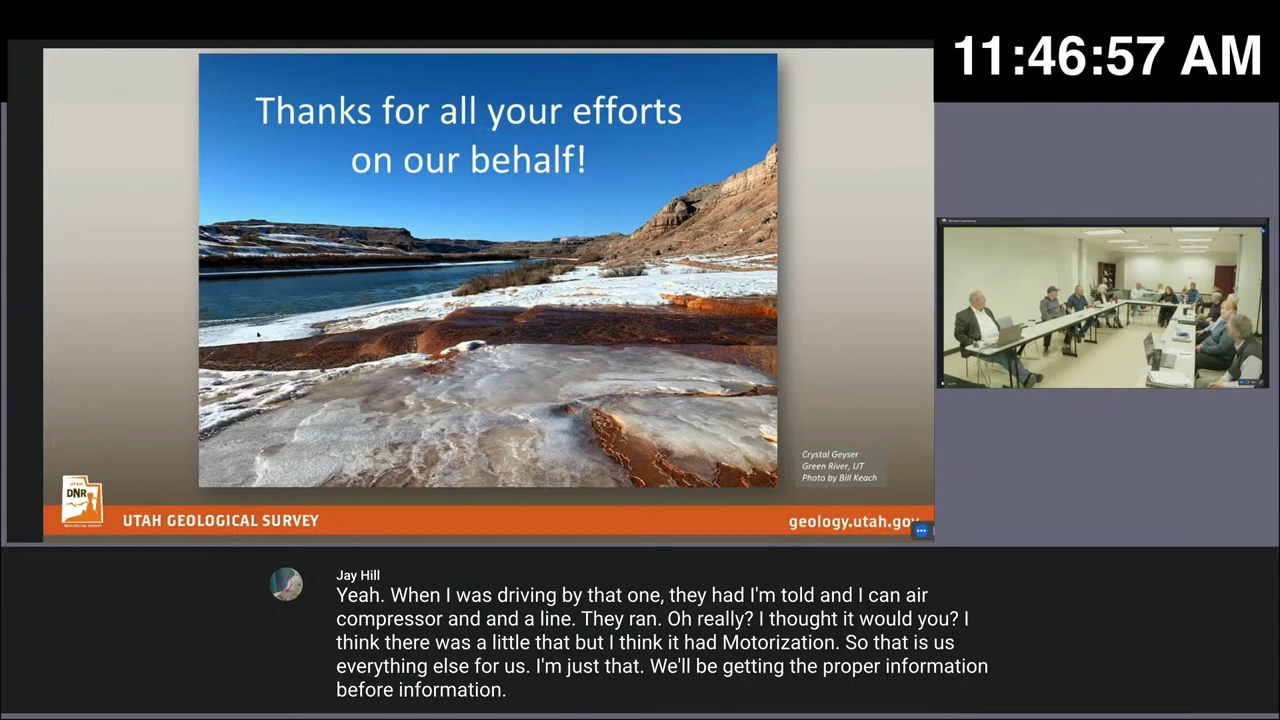 11:46:57 AM
Thanks for all your efforts
on our behalf!
Crystal Geyser
Green River, UT
Photo by Bill Keach
UTAH
DNR
GEOLOGICAL SURVEY
UTAH GEOLOGICAL SURVEY
geology.utah.gov
Jay Hill
Yeah. When I was driving by that one, they had I'm told and I can air
compressor and and a line. They ran. Oh really? I thought it would you? I
think there was a little that but I think it had Motorization. So that is us
everything else for us. I'm just that. We'll be getting the proper information
before information.